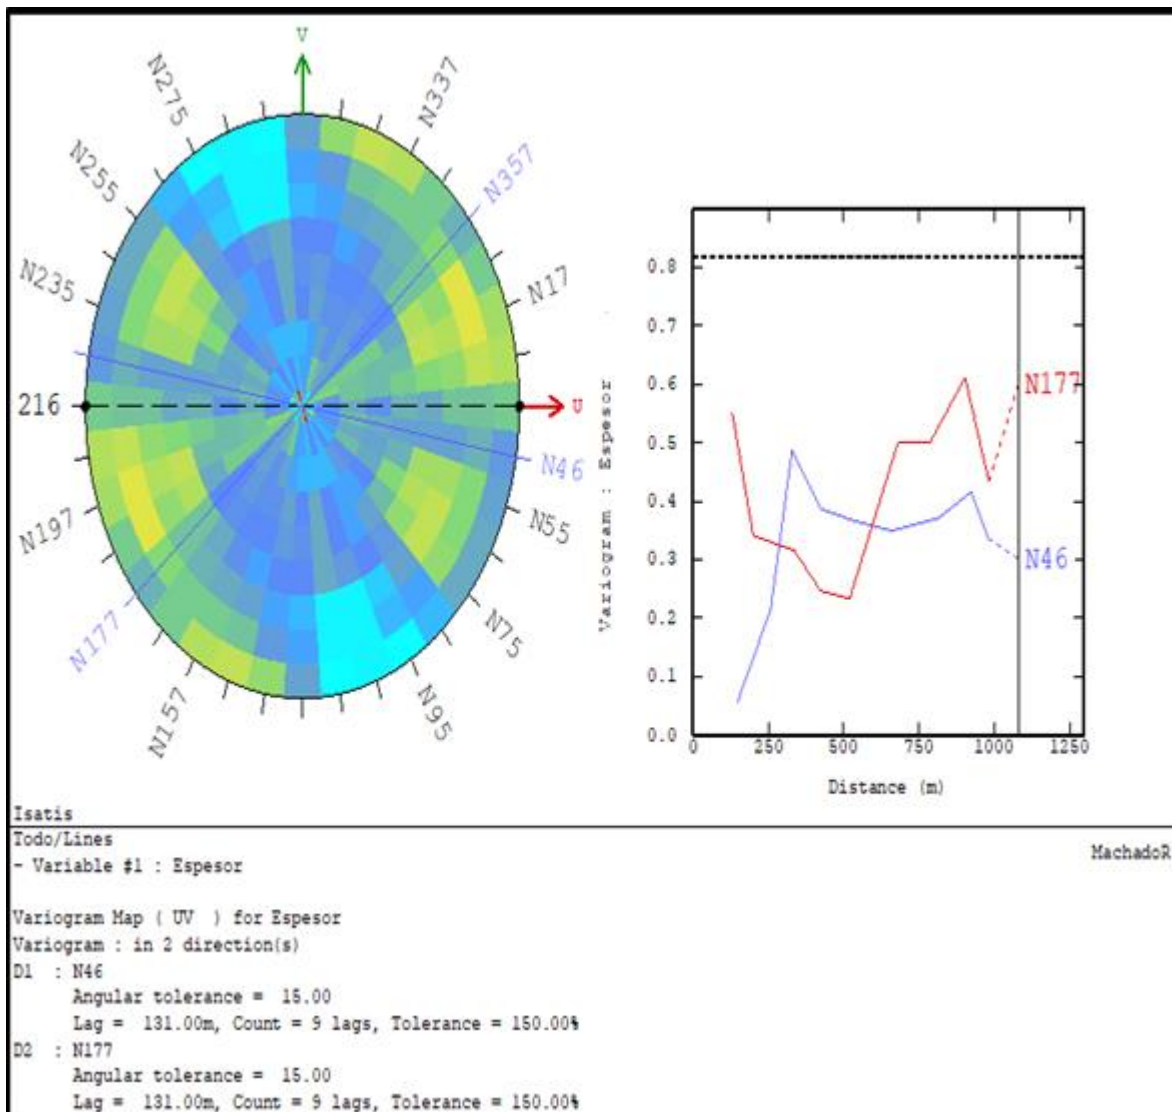 V
N275
N337
N255
N357
N235
N17
216
U
N46
N197
N55
N177
N75
N157
N95
Variogram : Espesor
0.8
0.7
0.6
0.5
0.4
0.3
0.2
0.1
0.0
N177
N46
0 250 500 750 1000 1250
Distance (m)
Isatis
Todo/Lines
- Variable #1 : Espesor
MachadoR
Variogram Map ( UV ) for Espesor
Variogram : in 2 direction(s)
D1 : N46
Angular tolerance = 15.00
Lag = 131.00m, Count = 9 lags, Tolerance = 150.00%
D2 : N177
Angular tolerance = 15.00
Lag = 131.00m, Count = 9 lags, Tolerance = 150.00%